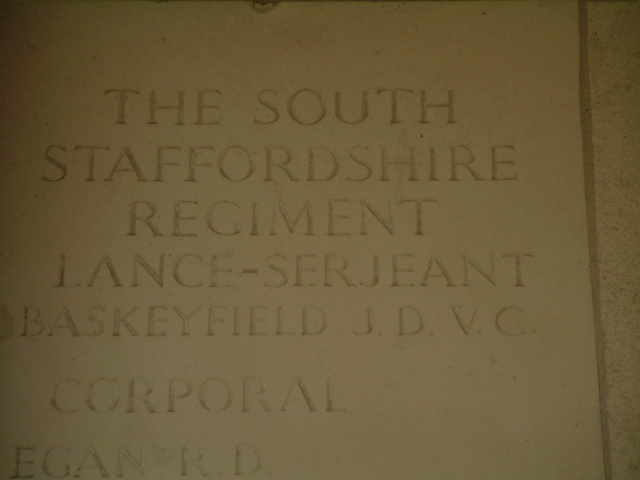 THE SOUTH
STAFFORDSHIRE
REGIMENT
LANCE-SERJEANT
BASKEYFIELD J. D. V. C.
CORPORAL
EGAN R. D